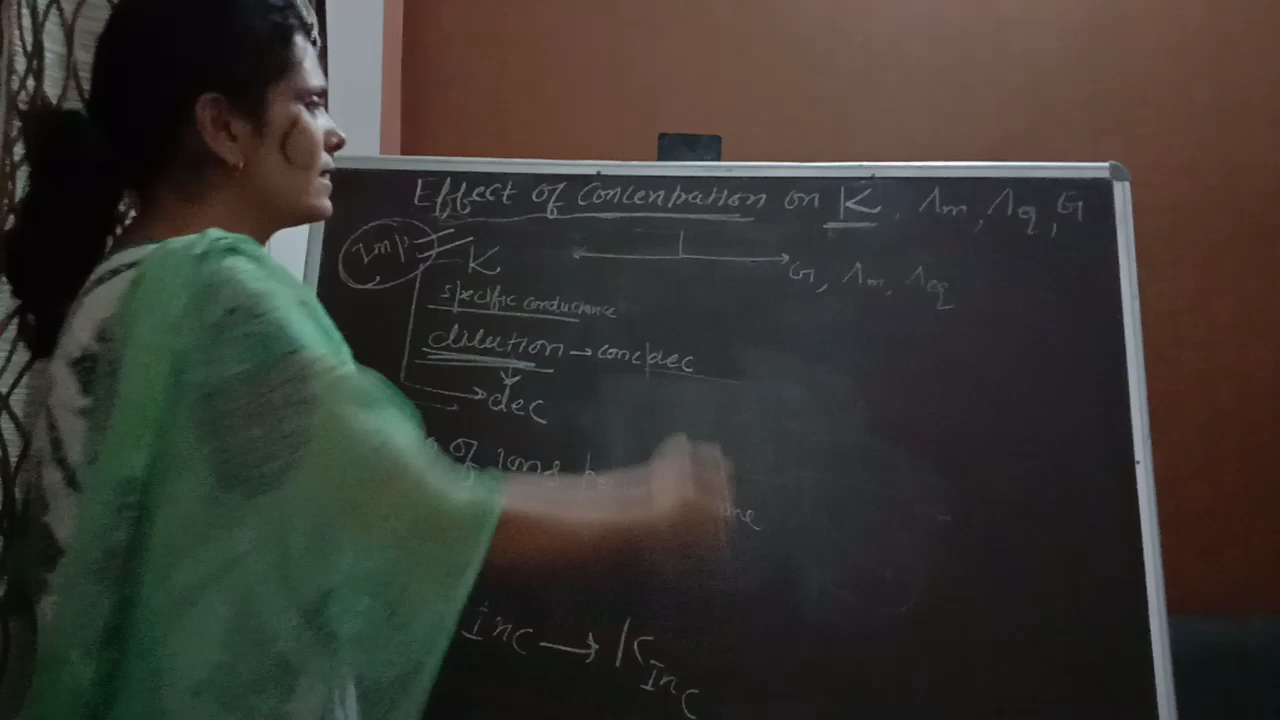 Effect of Concentration on K, Λm, Λq, G
Imp K
G, Λm, Λeq
specific conductance
dilution → conc dec
→ dec
of ions
Inc → K Inc